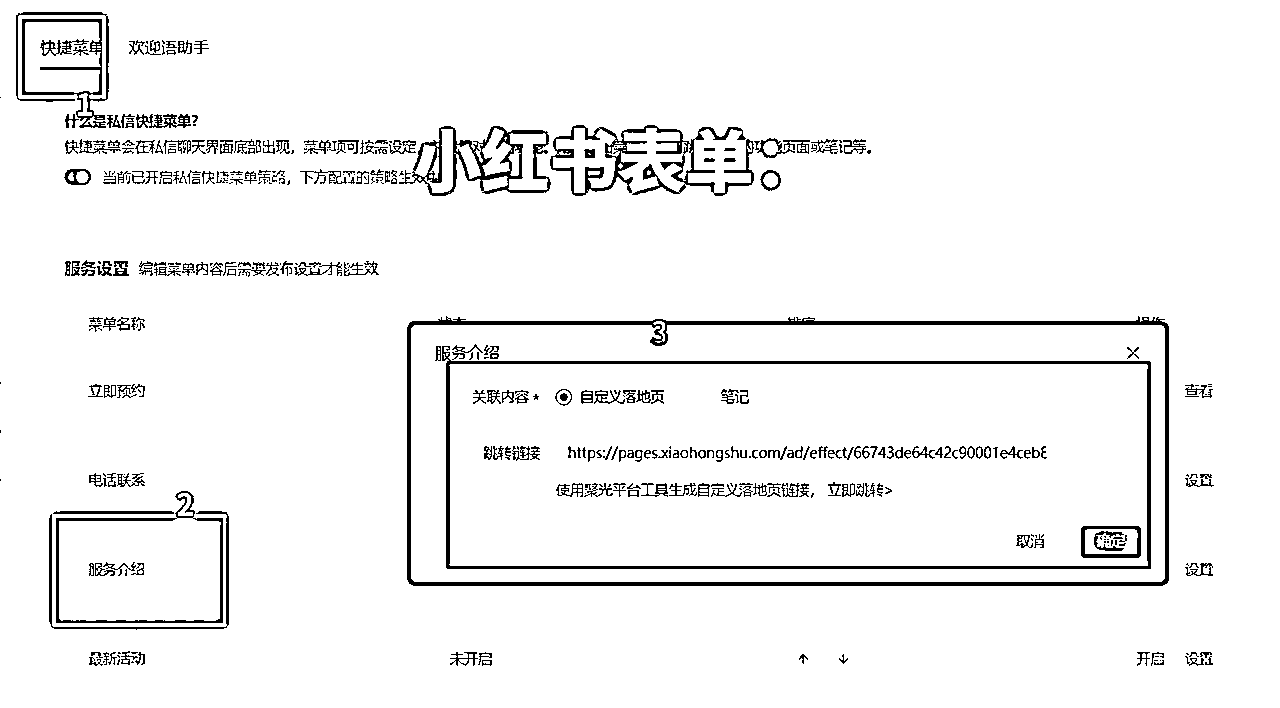 快捷菜单 欢迎语助手
1
什么是私信快捷菜单?
快捷菜单会在私信聊天界面底部出现，菜单项可按需设定 页面或笔记等。
小红书表单：
当前已开启私信快捷菜单策略，下方配置的策略生
服务设置 编辑菜单内容后需要发布设置才能生效
菜单名称 状态 排序 操作
3
服务介绍
关联内容* 自定义落地页 笔记
立即预约 查看
跳转链接 https://pages.xiaohongshu.com/ad/effect/66743de64c42c90001e4ceb
使用聚光平台工具生成自定义落地页链接， 立即跳转>
电话联系 设置
2
取消 确定
服务介绍 设置
最新活动 未开启 ↑ ↓ 开启 设置